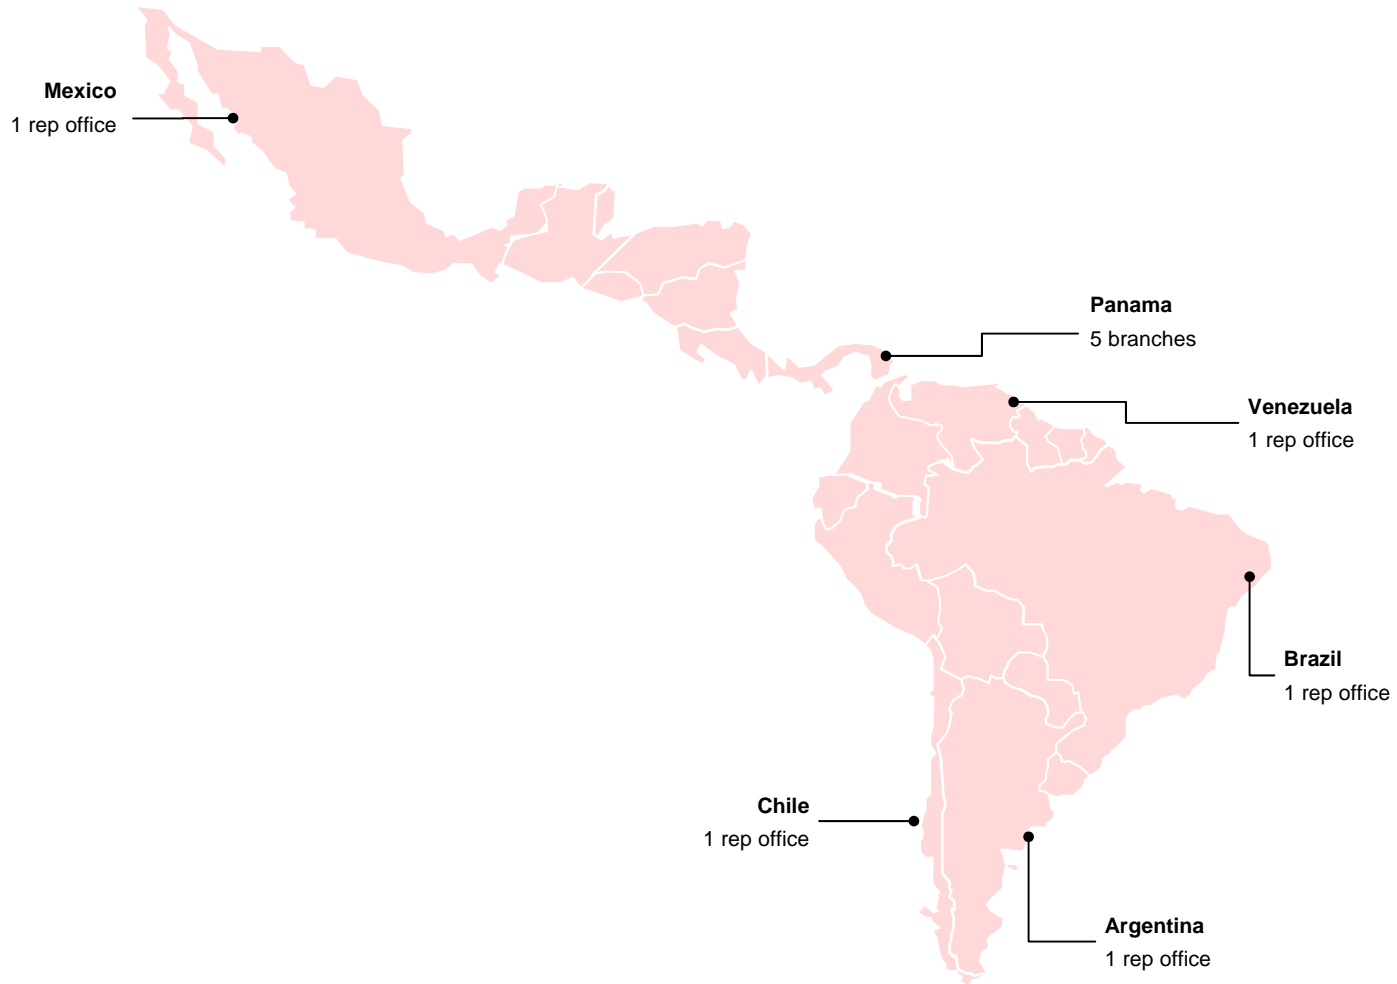 Mexico
1 rep office
Panama
5 branches
Venezuela
1 rep office
Brazil
1 rep office
Chile
1 rep office
Argentina
1 rep office